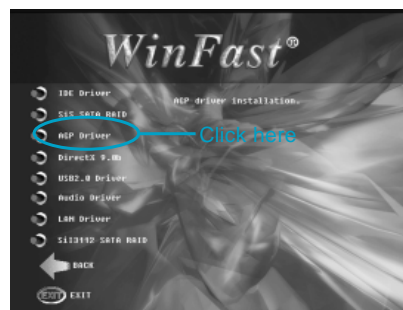 WinFast®
IDE Driver
AGP driver installation.
SiS SATA RAID
AGP Driver
Click here
DirectX 9.0b
USB2.0 Driver
Audio Driver
LAN Driver
SiI3112 SATA RAID
BACK
EXIT EXIT